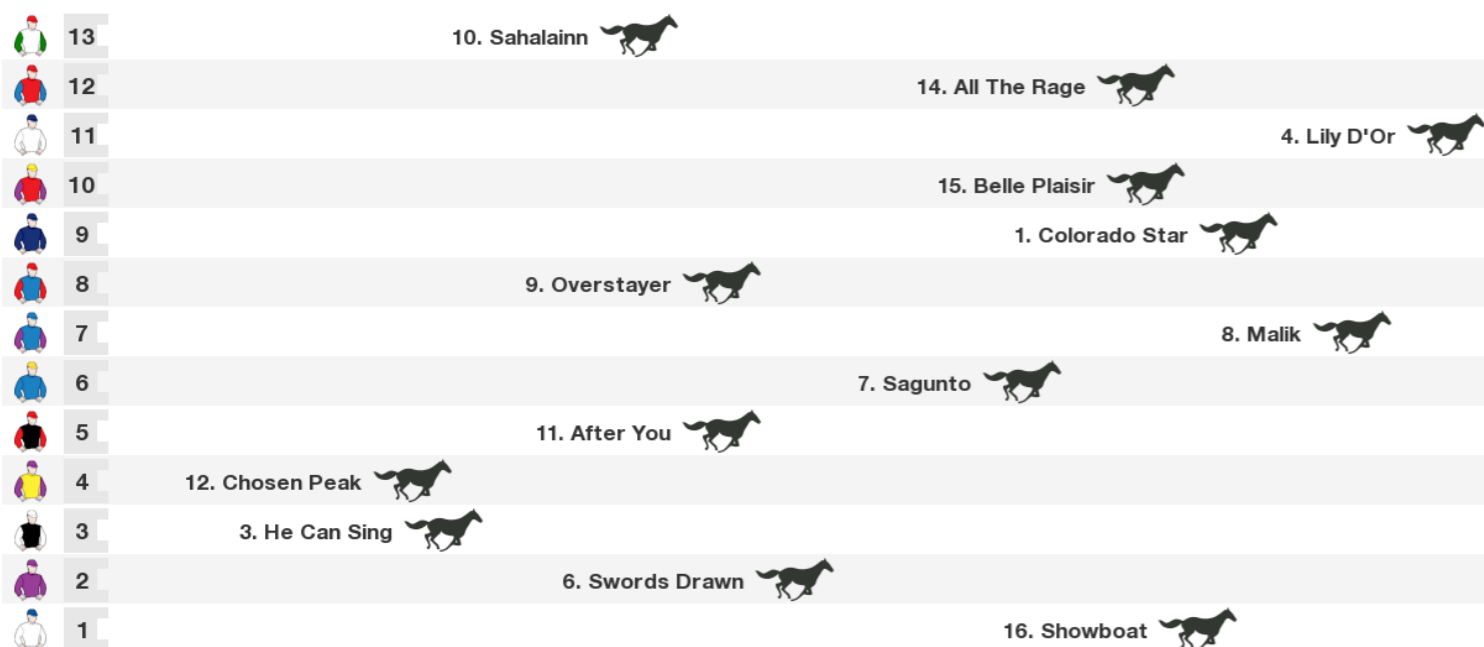 13 10. Sahalainn
12 14. All The Rage
11 4. Lily D'Or
10 15. Belle Plaisir
9 1. Colorado Star
8 9. Overstayer
7 8. Malik
6 7. Sagunto
5 11. After You
4 12. Chosen Peak
3 3. He Can Sing
2 6. Swords Drawn
1 16. Showboat